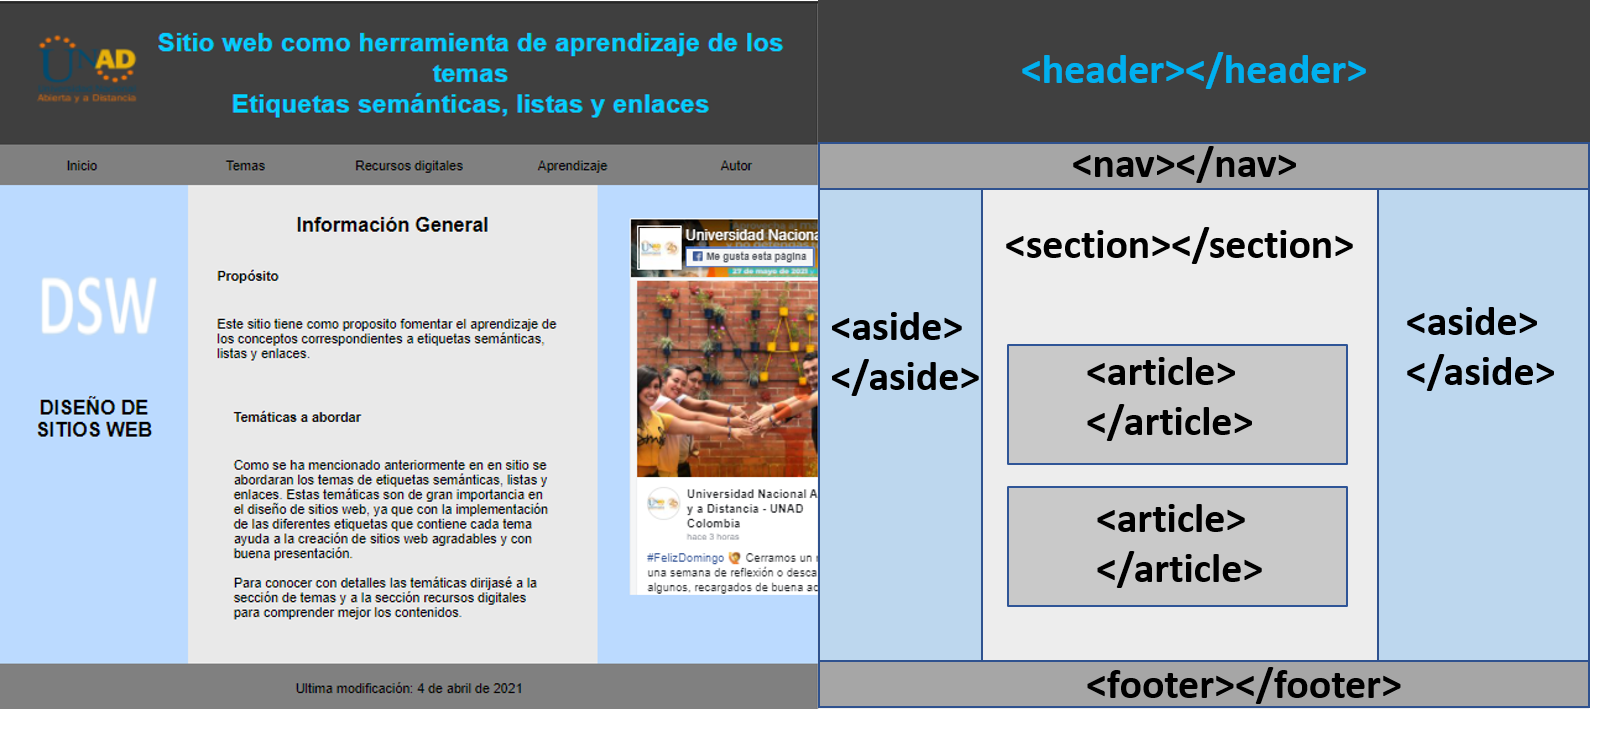 UNAD
Abierta y a Distancia
Sitio web como herramienta de aprendizaje de los
temas
Etiquetas semánticas, listas y enlaces
Inicio Temas Recursos digitales Aprendizaje Autor
DSW
DISEÑO DE
SITIOS WEB
Información General
Propósito
Este sitio tiene como proposito fomentar el aprendizaje de
los conceptos correspondientes a etiquetas semánticas,
listas y enlaces.
Temáticas a abordar
Como se ha mencionado anteriormente en en sitio se
abordaran los temas de etiquetas semánticas, listas y
enlaces. Estas temáticas son de gran importancia en
el diseño de sitios web, ya que con la implementación
de las diferentes etiquetas que contiene cada tema
ayuda a la creación de sitios web agradables y con
buena presentación.
Para conocer con detalles las temáticas dirijasé a la
sección de temas y a la sección recursos digitales
para comprender mejor los contenidos.
Universidad Naciona
Me gusta esta página
27 de mayo de 2021
Universidad Nacional A
y a Distancia - UNAD
Colombia
hace 3 horas
#FelizDomingo Cerramos un
una semana de reflexión o desca
algunos, recargados de buena ac
Ultima modificación: 4 de abril de 2021
<header></header>
<nav></nav>
<aside>
</aside>
<section></section>
<article>
</article>
<article>
</article>
<aside>
</aside>
<footer></footer>